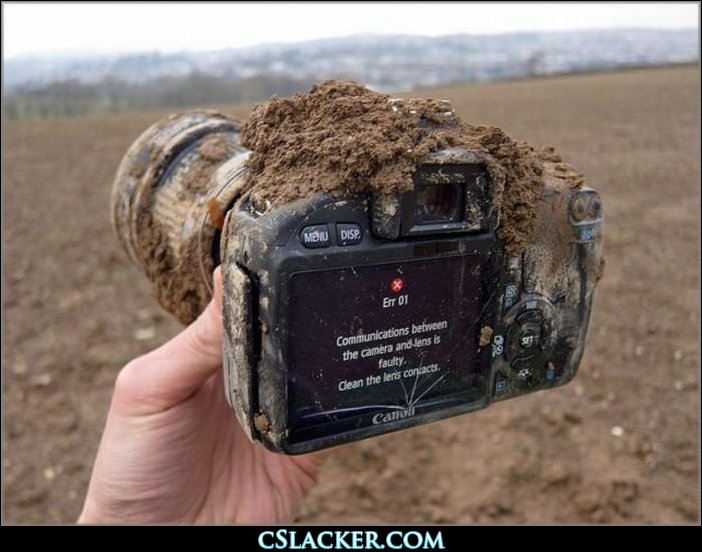 MENU DISP.
Err 01
Communications between
the camera and lens is
faulty.
Clean the lens contacts.
Canon
SET
cSLACKER.COM